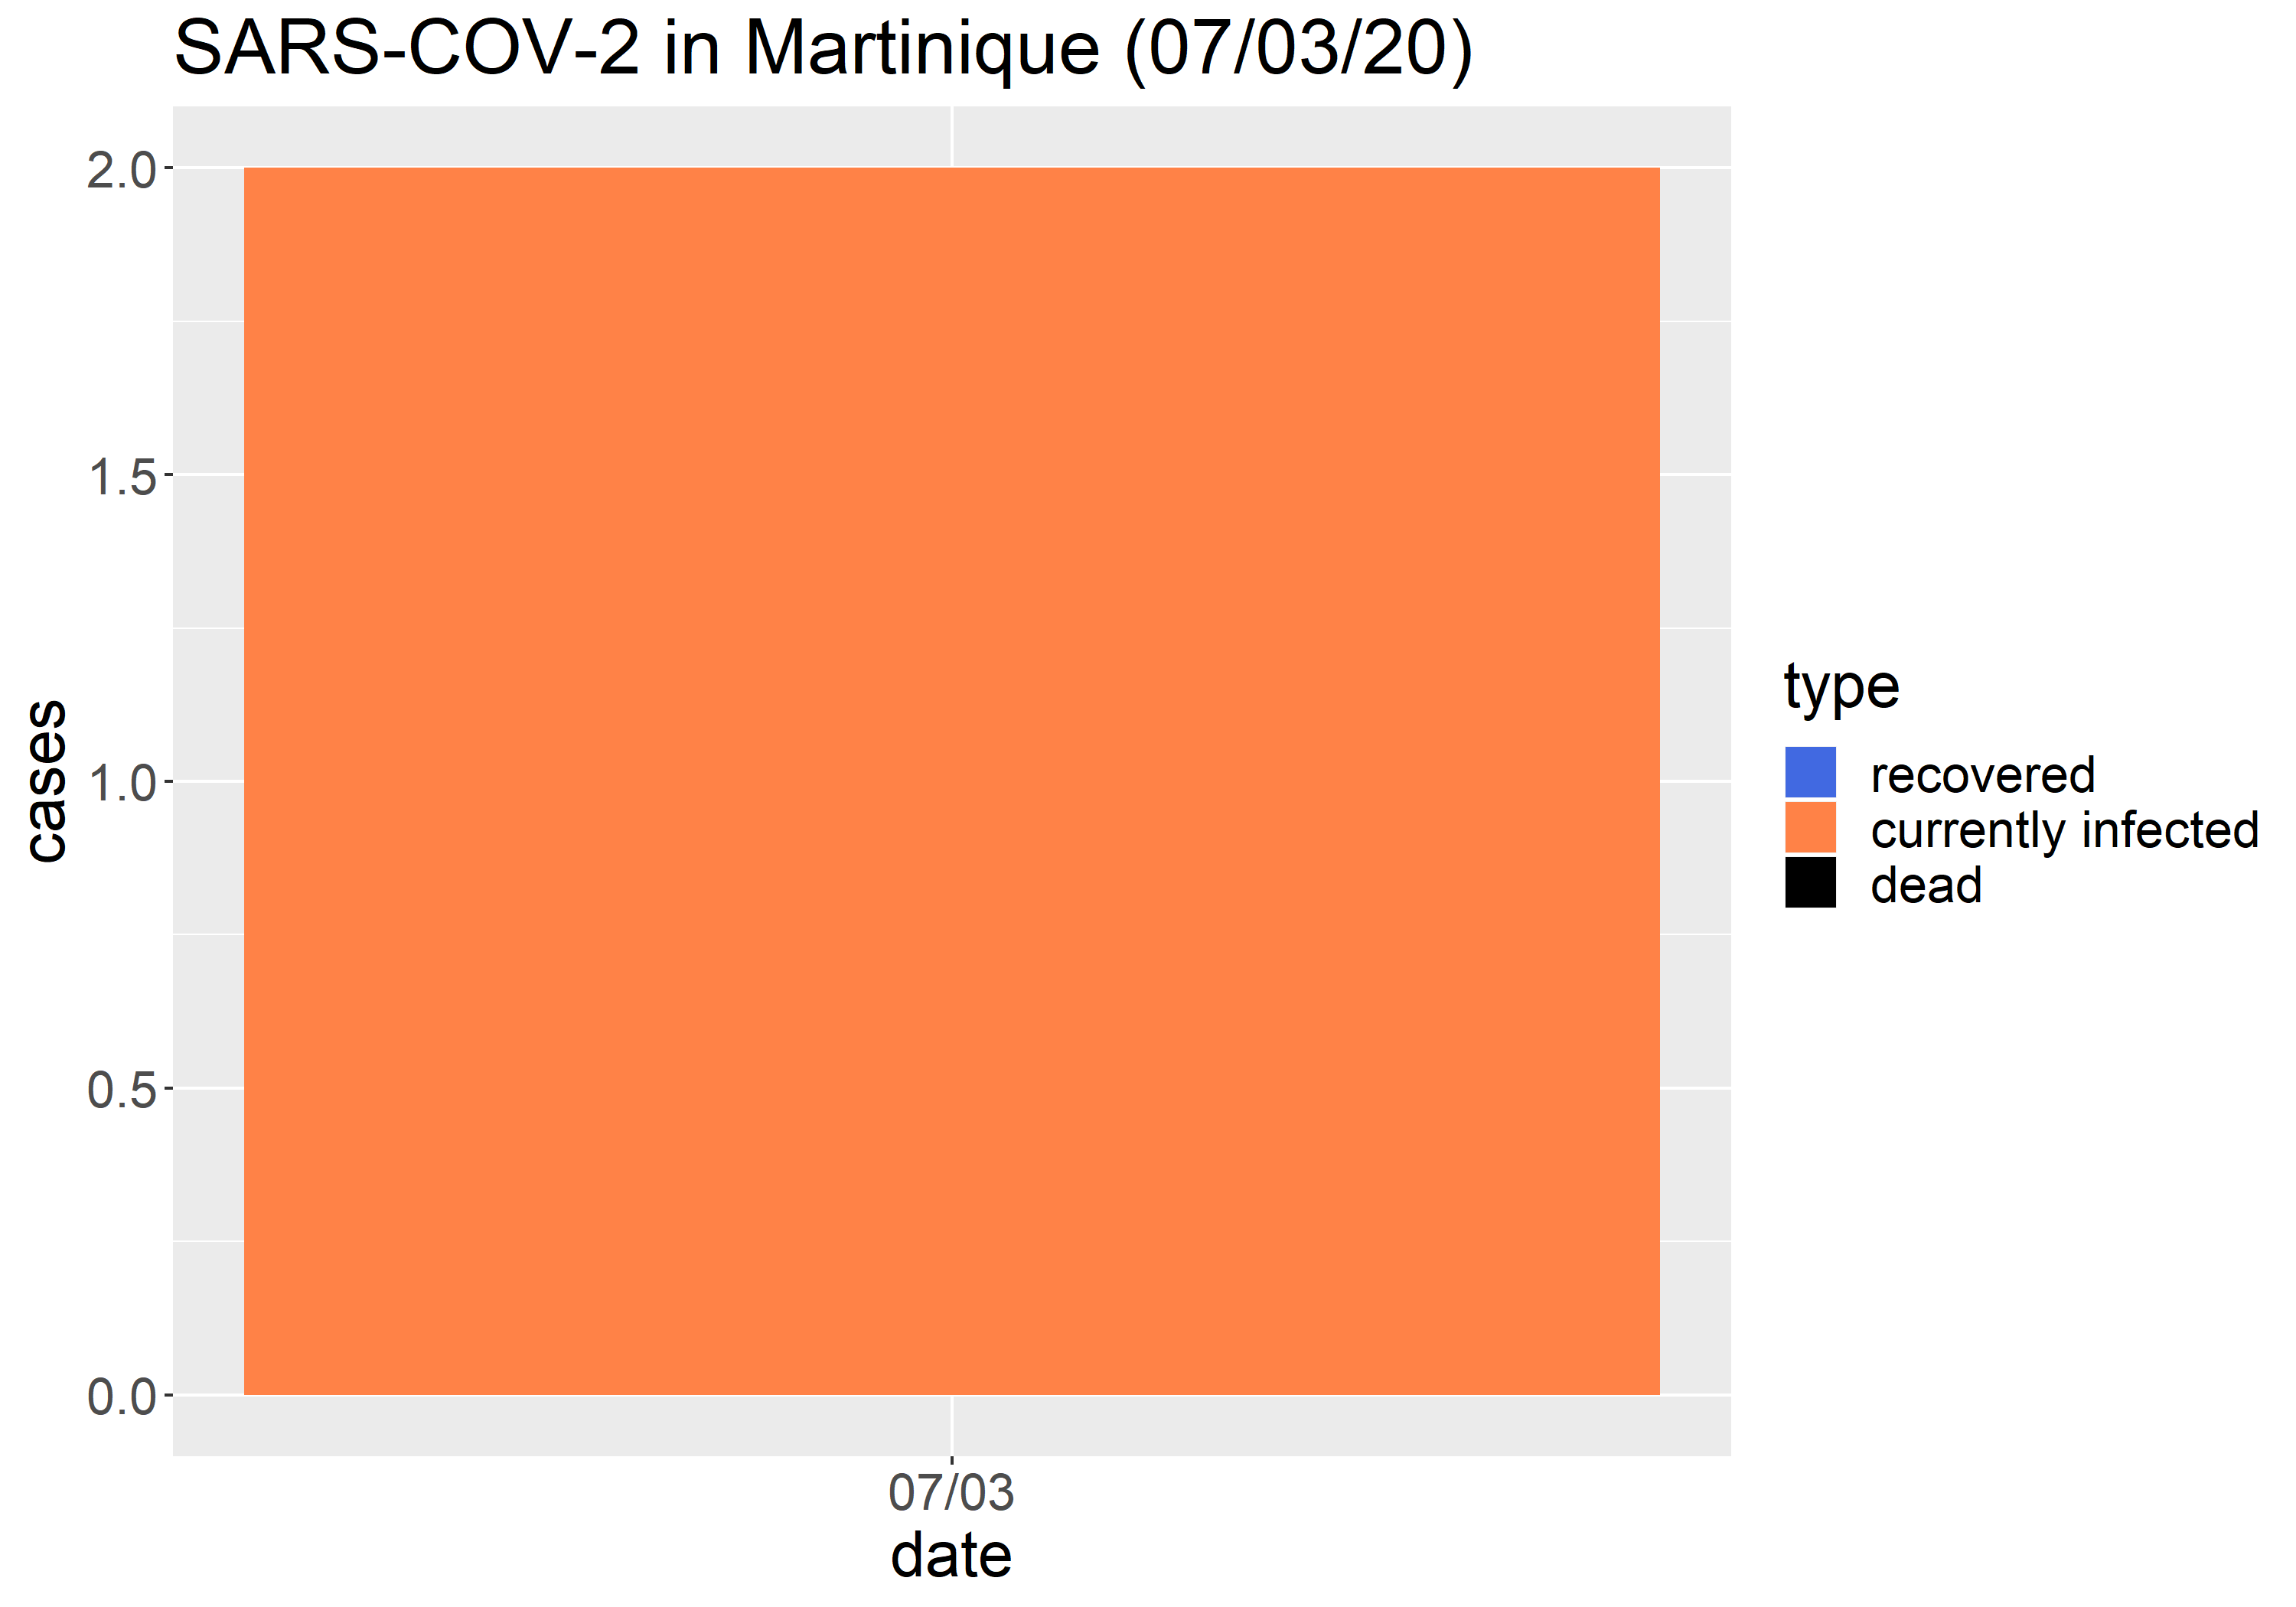 SARS-COV-2 in Martinique (07/03/20)
2.0
1.5
1.0
0.5
0.0
cases
07/03
date
type
recovered
currently infected
dead